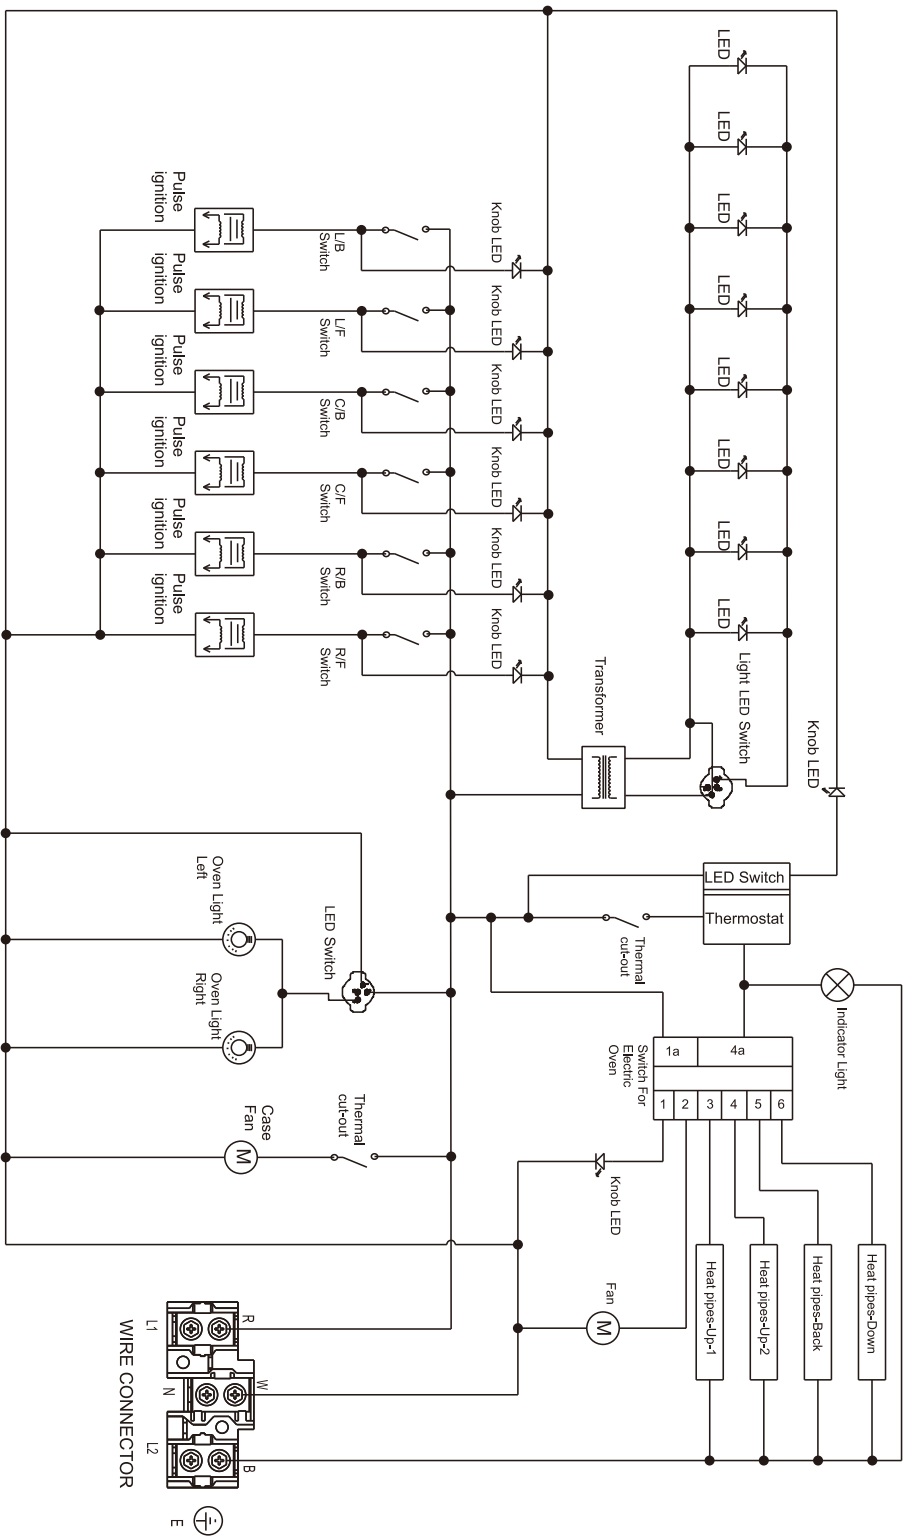 LED
LED
LED
LED
LED
LED
LED
LED
Light LED Switch
Knob LED
Knob LED
Knob LED
Knob LED
Knob LED
Knob LED
Knob LED
Transformer
L/B
Switch
L/F
Switch
C/B
Switch
C/F
Switch
R/B
Switch
R/F
Switch
Pulse
ignition
Pulse
ignition
Pulse
ignition
Pulse
ignition
Pulse
ignition
Pulse
ignition
LED Switch
Thermostat
Thermal
cut-out
Indicator Light
Oven Light
Left
LED Switch
Oven Light
Right
Switch For
Electric
Oven
1a
4a
1
2
3
4
5
6
Case
Fan
M
Thermal
cut-out
Knob LED
Fan
M
Heat pipes-Up-1
Heat pipes-Up-2
Heat pipes-Back
Heat pipes-Down
R
W
B
L1
N
L2
WIRE CONNECTOR
E